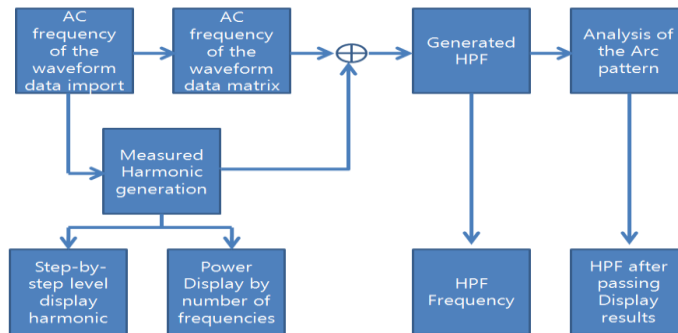 AC
frequency
of the
waveform
data import
AC
frequency
of the
waveform
data matrix
Generated
HPF
Analysis of
the Arc
pattern
Measured
Harmonic
generation
Step-by-
step level
display
harmonic
Power
Display by
number of
frequencies
HPF
Frequency
HPF after
passing
Display
results